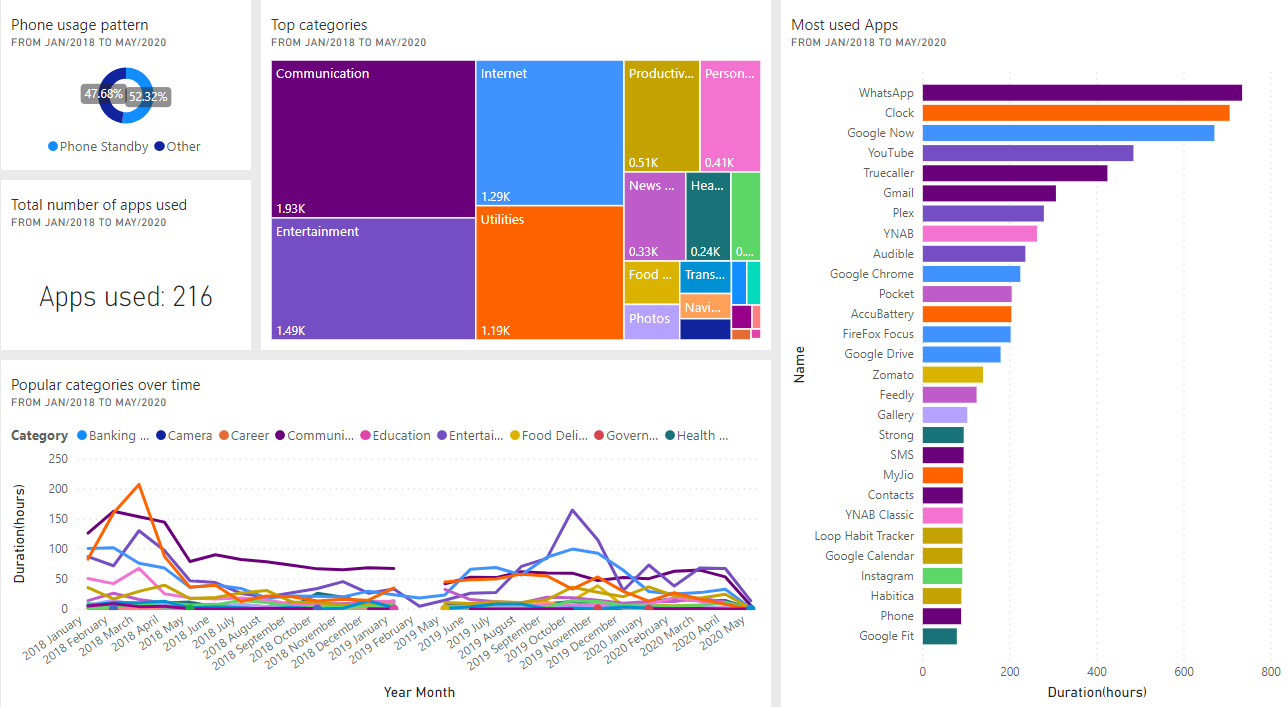 Phone usage pattern
FROM JAN/2018 TO MAY/2020
47.68% 52.32%
Phone Standby Other
Total number of apps used
FROM JAN/2018 TO MAY/2020
Apps used: 216
Top categories
FROM JAN/2018 TO MAY/2020
Communication
1.93K
Entertainment
1.49K
Internet
1.29K
Utilities
1.19K
Productiv...
0.51K
Person...
0.41K
News ...
0.33K
Hea...
0.24K
0....
Food ...
Photos
Trans...
Navi...
Popular categories over time
FROM JAN/2018 TO MAY/2020
Category Banking ... Camera Career Communi... Education Entertai... Food Deli... Govern... Health ...
Duration(hours)
250
200
150
100
50
0
2018 January
2018 February
2018 March
2018 April
2018 May
2018 June
2018 July
2018 August
2018 September
2018 October
2018 November
2018 December
2019 January
2019 February
2019 May
2019 June
2019 July
2019 August
2019 September
2019 October
2019 November
2019 December
2020 January
2020 February
2020 March
2020 April
2020 May
Year Month
Most used Apps
FROM JAN/2018 TO MAY/2020
Name
WhatsApp
Clock
Google Now
YouTube
Truecaller
Gmail
Plex
YNAB
Audible
Google Chrome
Pocket
AccuBattery
FireFox Focus
Google Drive
Zomato
Feedly
Gallery
Strong
SMS
MyJio
Contacts
YNAB Classic
Loop Habit Tracker
Google Calendar
Instagram
Habitica
Phone
Google Fit
0 200 400 600 800
Duration(hours)